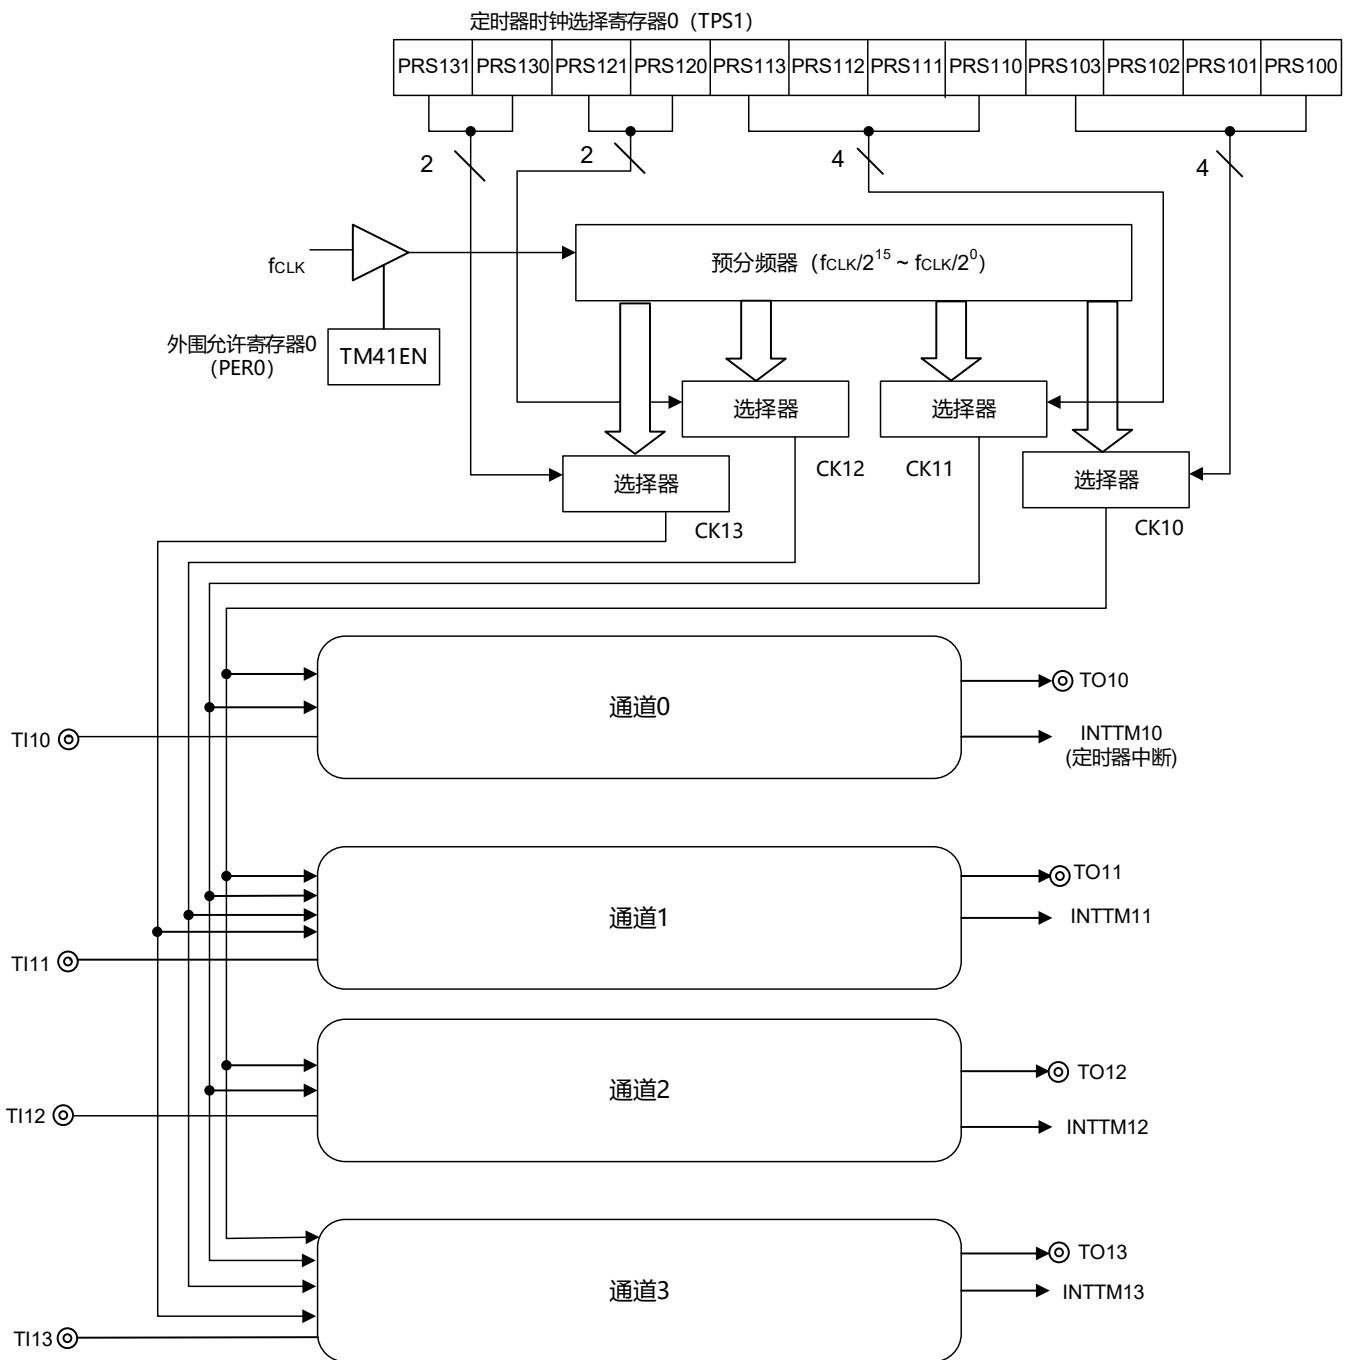 定时器时钟选择寄存器0（TPS1）
PRS131 PRS130 PRS121 PRS120 PRS113 PRS112 PRS111 PRS110 PRS103 PRS102 PRS101 PRS100
2
2
4
4
fCLK
预分频器（fCLK/2^15 ~ fCLK/2^0）
外围允许寄存器0
（PER0）
TM41EN
选择器
选择器
CK12
CK11
选择器
选择器
CK13
CK10
通道0
TO10
TI10
INTTM10
(定时器中断)
通道1
TO11
INTTM11
TI11
通道2
TO12
TI12
INTTM12
通道3
TO13
INTTM13
TI13